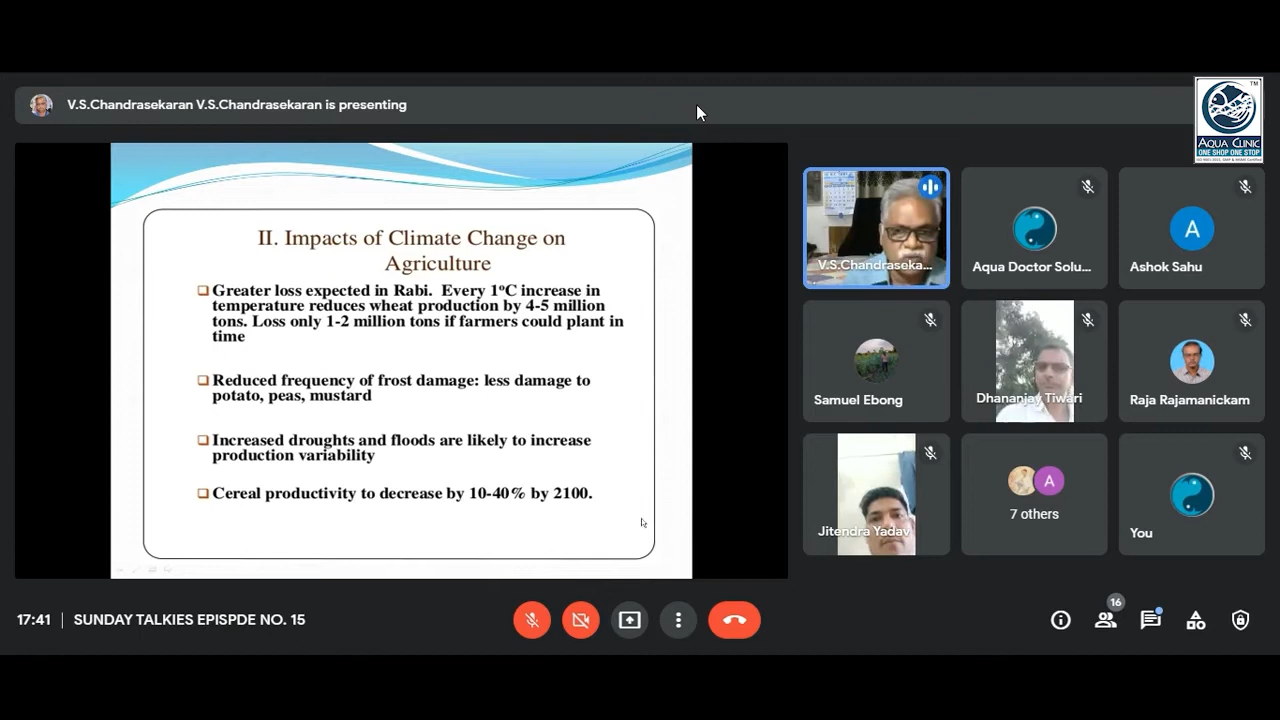 V.S.Chandrasekaran V.S.Chandrasekaran is presenting
AQUA CLINIC
ONE SHOP ONE STOP
TM
II. Impacts of Climate Change on
Agriculture
Greater loss expected in Rabi. Every 1ºC increase in
temperature reduces wheat production by 4-5 million
tons. Loss only 1-2 million tons if farmers could plant in
time
Reduced frequency of frost damage: less damage to
potato, peas, mustard
Increased droughts and floods are likely to increase
production variability
Cereal productivity to decrease by 10-40% by 2100.
V.S.Chandraseka...
Aqua Doctor Solu...
A
Ashok Sahu
Samuel Ebong
Dhananjay Tiwari
Raja Rajamanickam
Jitendra Yadav
A
7 others
You
17:41
SUNDAY TALKIES EPISPDE NO. 15
16